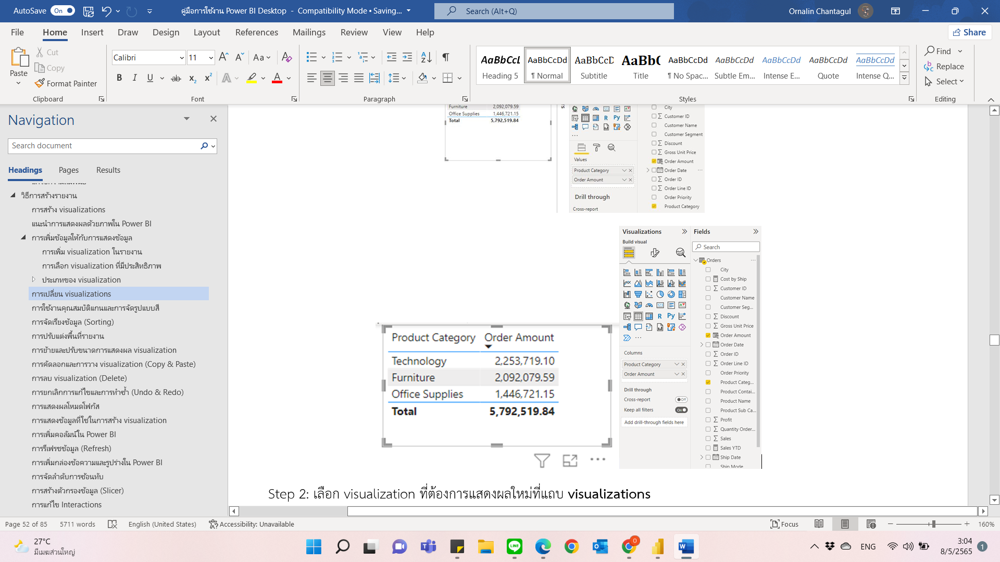 AutoSave On คู่มือการใช้งาน Power BI Desktop - Compatibility Mode • Saving... Search (Alt+Q) Ornalin Chantagul
File Home Insert Draw Design Layout References Mailings Review View Help Share
Paste Cut Copy Format Painter
Calibri 11
AaBbCcL AaBbCcDd AaBbCcD AaBbC AaBbCcDd AaBbCcDd AaBbCcDd AaBbCcDd AaBbCcDd
Heading 5 ¶ Normal Subtitle Title ¶ No Spac... Subtle Em... Intense E... Quote Intense Q...
Find Replace Select
Clipboard Font Paragraph Styles Editing
Navigation
Search document
Headings Pages Results
วิธีการสร้างรายงาน
การสร้าง visualizations
แนะนำการแสดงผลด้วยภาพใน Power BI
การเพิ่มข้อมูลให้กับการแสดงข้อมูล
การเพิ่ม visualization ในรายงาน
การเลือก visualization ที่มีประสิทธิภาพ
ประเภทของ visualization
การเปลี่ยน visualizations
การใช้งานคุณสมบัติแกนและการจัดรูปแบบสี
การจัดเรียงข้อมูล (Sorting)
การปรับแต่งพื้นที่รายงาน
การย้ายและปรับขนาดการแสดงผล visualization
การคัดลอกและการวาง visualization (Copy & Paste)
การลบ visualization (Delete)
การยกเลิกการแก้ไขและการทำซ้ำ (Undo & Redo)
การแสดงผลโหมดโฟกัส
การแสดงข้อมูลที่ใช้ในการสร้าง visualization
การเพิ่มคอลัมน์ใน Power BI
การรีเฟรชข้อมูล (Refresh)
การเพิ่มกล่องข้อความและรูปร่างใน Power BI
การจัดลำดับการซ้อนทับ
การสร้างตัวกรองข้อมูล (Slicer)
การแก้ไข Interactions
Furniture 2,092,079.59
Office Supplies 1,446,721.15
Total 5,792,519.84
Values
Product Category
Order Amount
Drill through
Cross-report
City
Customer ID
Customer Name
Customer Segment
Discount
Gross Unit Price
Order Amount
Order Date
Order ID
Order Line ID
Order Priority
Product Category
Product Category Order Amount
Technology 2,253,719.10
Furniture 2,092,079.59
Office Supplies 1,446,721.15
Total 5,792,519.84
Visualizations
Build visual
Columns
Product Category
Order Amount
Drill through
Cross-report Off
Keep all filters On
Add drill-through fields here
Fields
Search
Orders
City
Cost by Ship
Customer ID
Customer Name
Customer Seg...
Discount
Gross Unit Price
Order Amount
Order Date
Order ID
Order Line ID
Order Priority
Product Categ...
Product Contai...
Product Name
Product Sub Ca...
Profit
Quantity Order...
Sales
Sales YTD
Ship Date
Ship Mode
Step 2: เลือก visualization ที่ต้องการแสดงผลใหม่ที่แถบ visualizations
Page 52 of 85 5711 words English (United States) Accessibility: Unavailable Focus 160%
27°C
มีเมฆส่วนใหญ่
ENG
3:04
8/5/2565
1